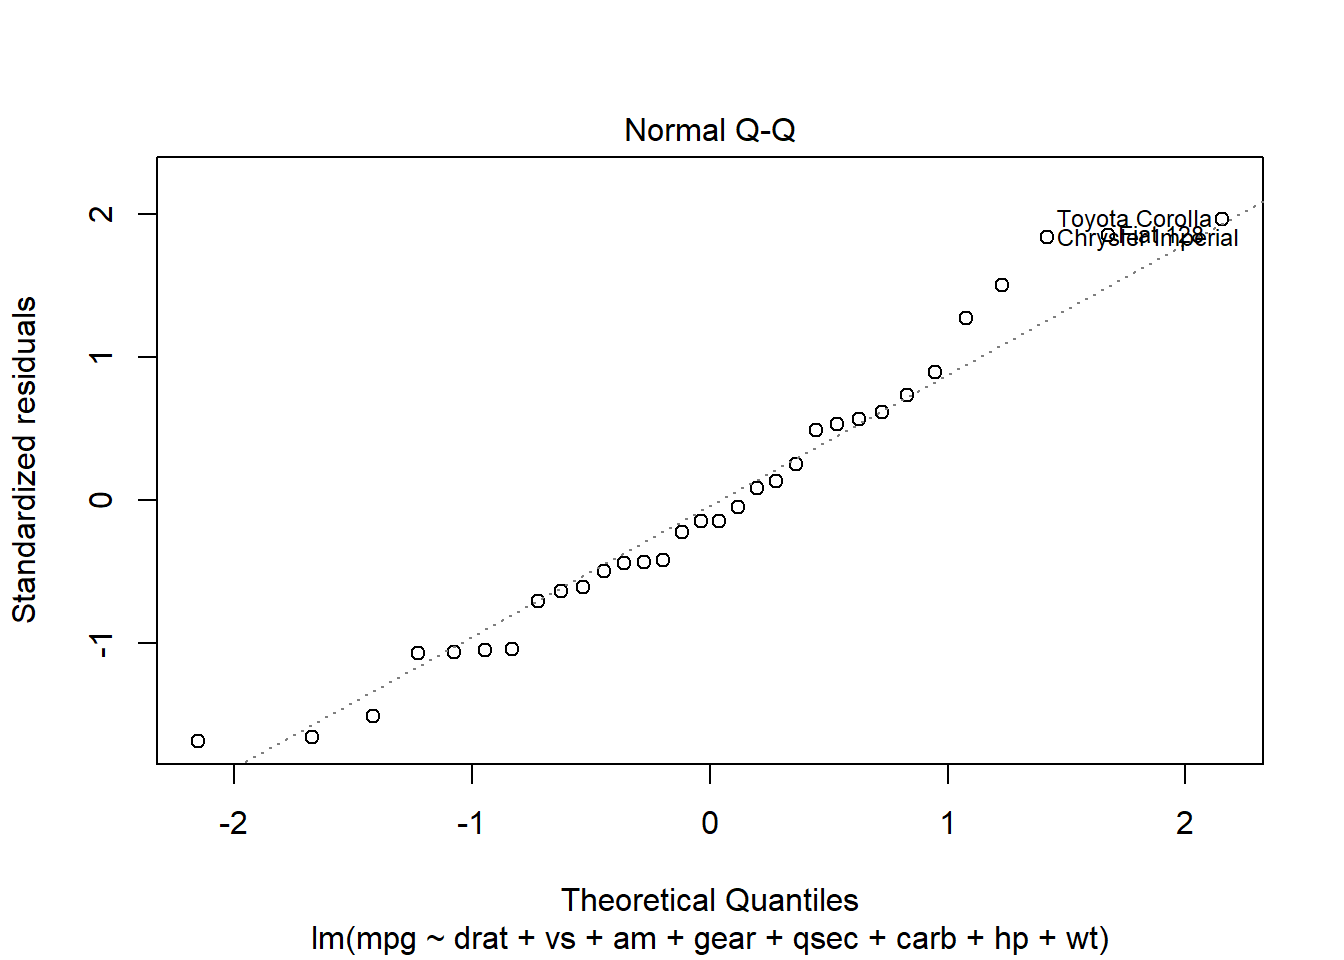 Normal Q-Q
Standardized residuals
2
1
0
-1
Toyota Corolla
Fiat 128
Chrysler Imperial
-2
-1
0
1
2
Theoretical Quantiles
lm(mpg ~ drat + vs + am + gear + qsec + carb + hp + wt)